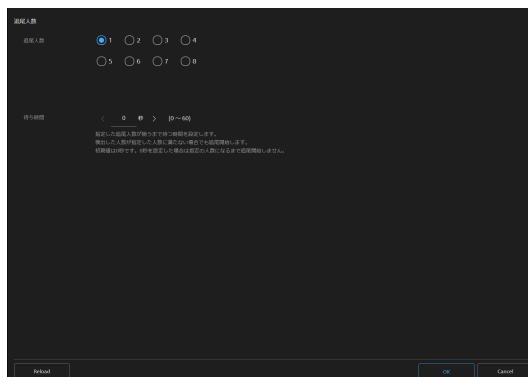 追尾人数
追尾人数 1 2 3 4
5 6 7 8
待ち時間 < 0 秒 > (0～60)
指定した追尾人数が揃うまで待つ時間を設定します。
検出した人数が指定した人数に満たない場合でも追尾開始します。
初期値は0秒です。0秒を設定した場合は指定の人数になるまで追尾開始しません。
Reload OK Cancel